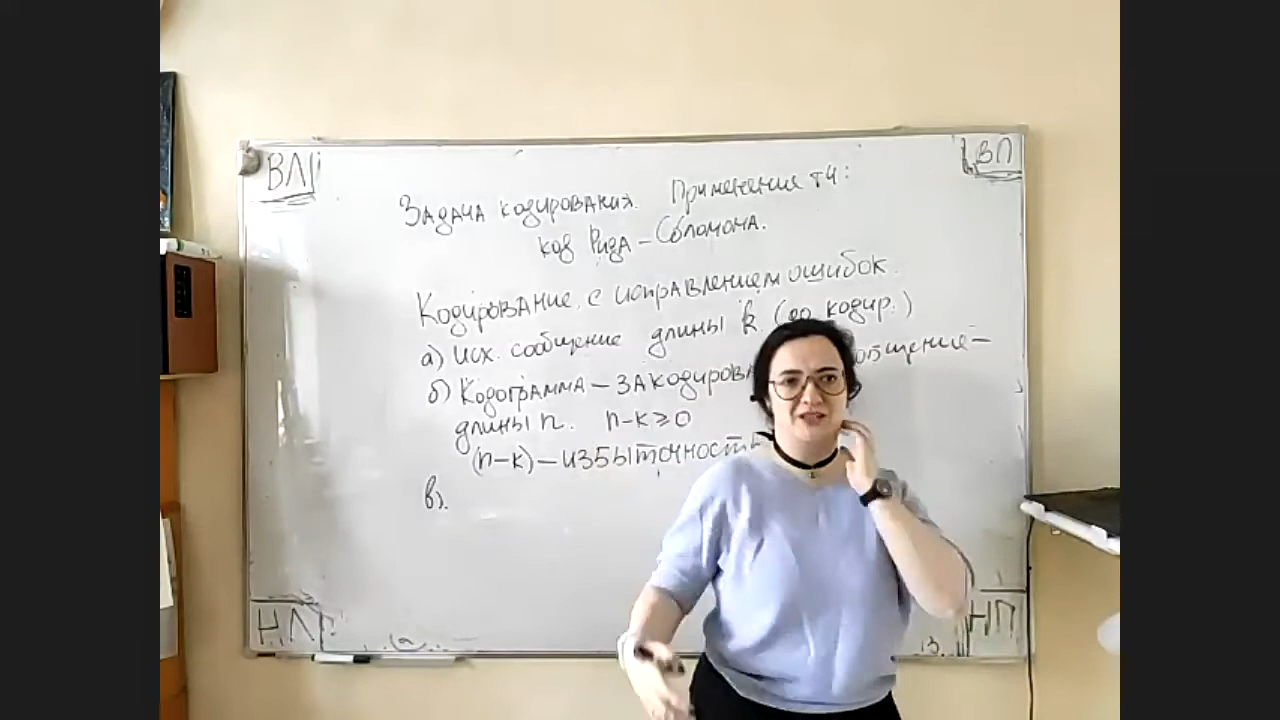 ВЛ
ВП
Задача кодирования. Применение т ч:
код Рида – Соломона.
Кодирование с исправлением ошибок.
а) Исх. сообщение длины k (до кодир.)
б) Кодограмма – закодирова общение –
длины n. n-k≥0
(n-k) – избыточность
в).
НЛ
НП